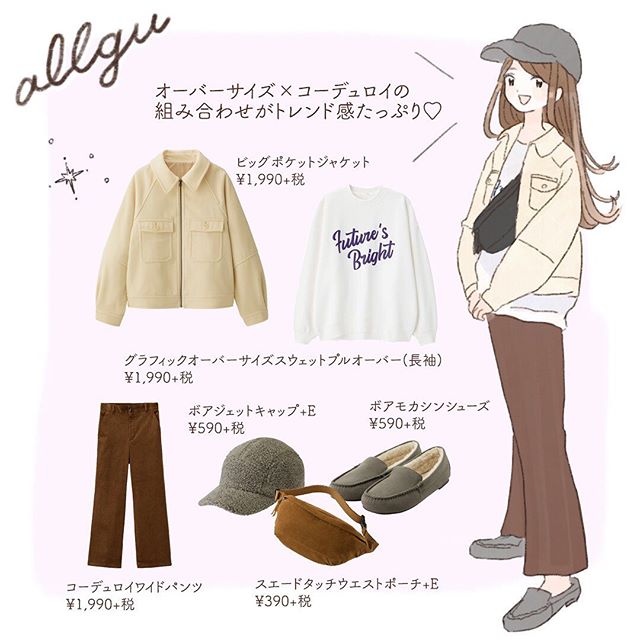 allgu
オーバーサイズ×コーデュロイの
組み合わせがトレンド感たっぷり♡
ビッグポケットジャケット
¥1,990+税
Future's
Bright
グラフィックオーバーサイズスウェットプルオーバー(長袖)
¥1,990+税
ボアジェットキャップ+E
¥590+税
ボアモカシンシューズ
¥590+税
コーデュロイワイドパンツ
¥1,990+税
スエードタッチウエストポーチ+E
¥390+税